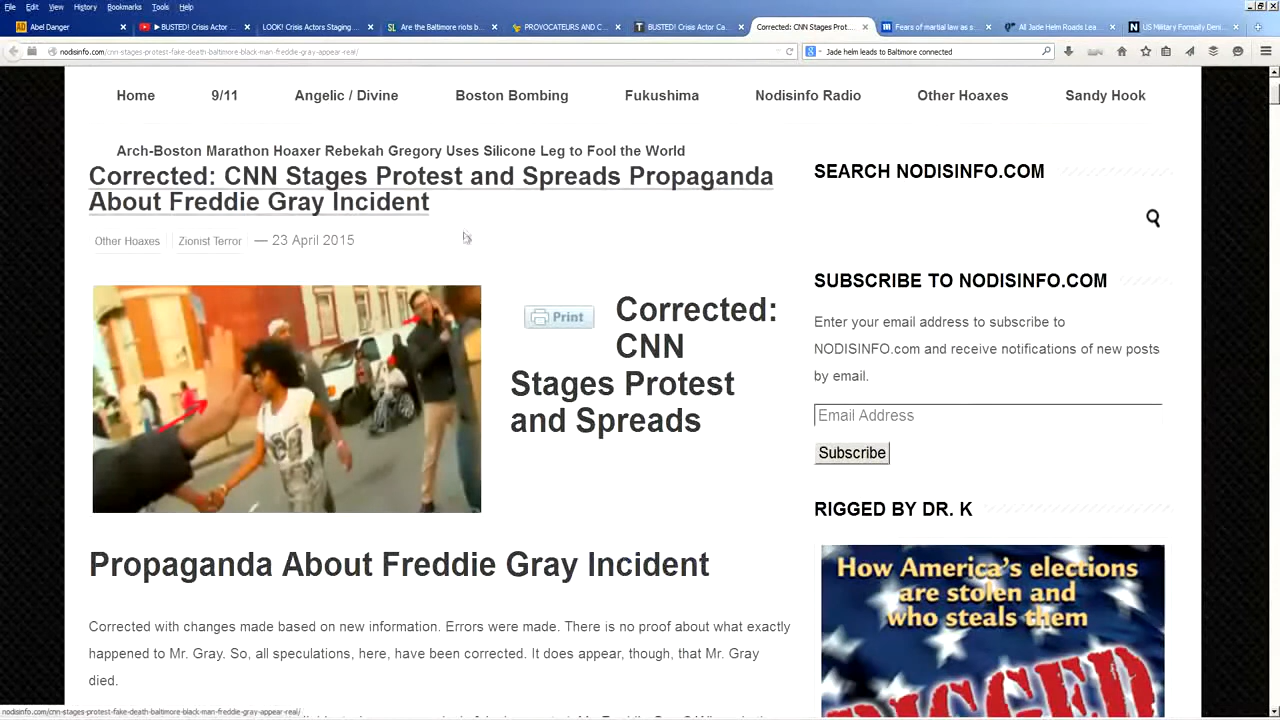 File Edit View History Bookmarks Tools Help
Abel Danger
▶ BUSTED! Crisis Actor ...
LOOK! Crisis Actors Staging ...
Are the Baltimore riots b...
PROVOCATEURS AND C...
BUSTED! Crisis Actor Ca...
Corrected: CNN Stages Prot...
Fears of martial law as s...
All Jade Helm Roads Lea...
US Military Formally Deni...
nodisinfo.com/cnn-stages-protest-fake-death-baltimore-black-man-freddie-gray-appear-real/
Jade helm leads to Baltimore connected
Home 9/11 Angelic / Divine Boston Bombing Fukushima Nodisinfo Radio Other Hoaxes Sandy Hook
Arch-Boston Marathon Hoaxer Rebekah Gregory Uses Silicone Leg to Fool the World
Corrected: CNN Stages Protest and Spreads Propaganda
About Freddie Gray Incident
Other Hoaxes Zionist Terror — 23 April 2015
Print
Corrected:
CNN
Stages Protest
and Spreads
Propaganda About Freddie Gray Incident
Corrected with changes made based on new information. Errors were made. There is no proof about what exactly
happened to Mr. Gray. So, all speculations, here, have been corrected. It does appear, though, that Mr. Gray
died.
SEARCH NODISINFO.COM
SUBSCRIBE TO NODISINFO.COM
Enter your email address to subscribe to
NODISINFO.com and receive notifications of new posts
by email.
Email Address
Subscribe
RIGGED BY DR. K
How America's elections
are stolen and
who steals them
RIGGED
nodisinfo.com/cnn-stages-protest-fake-death-baltimore-black-man-freddie-gray-appear-real/